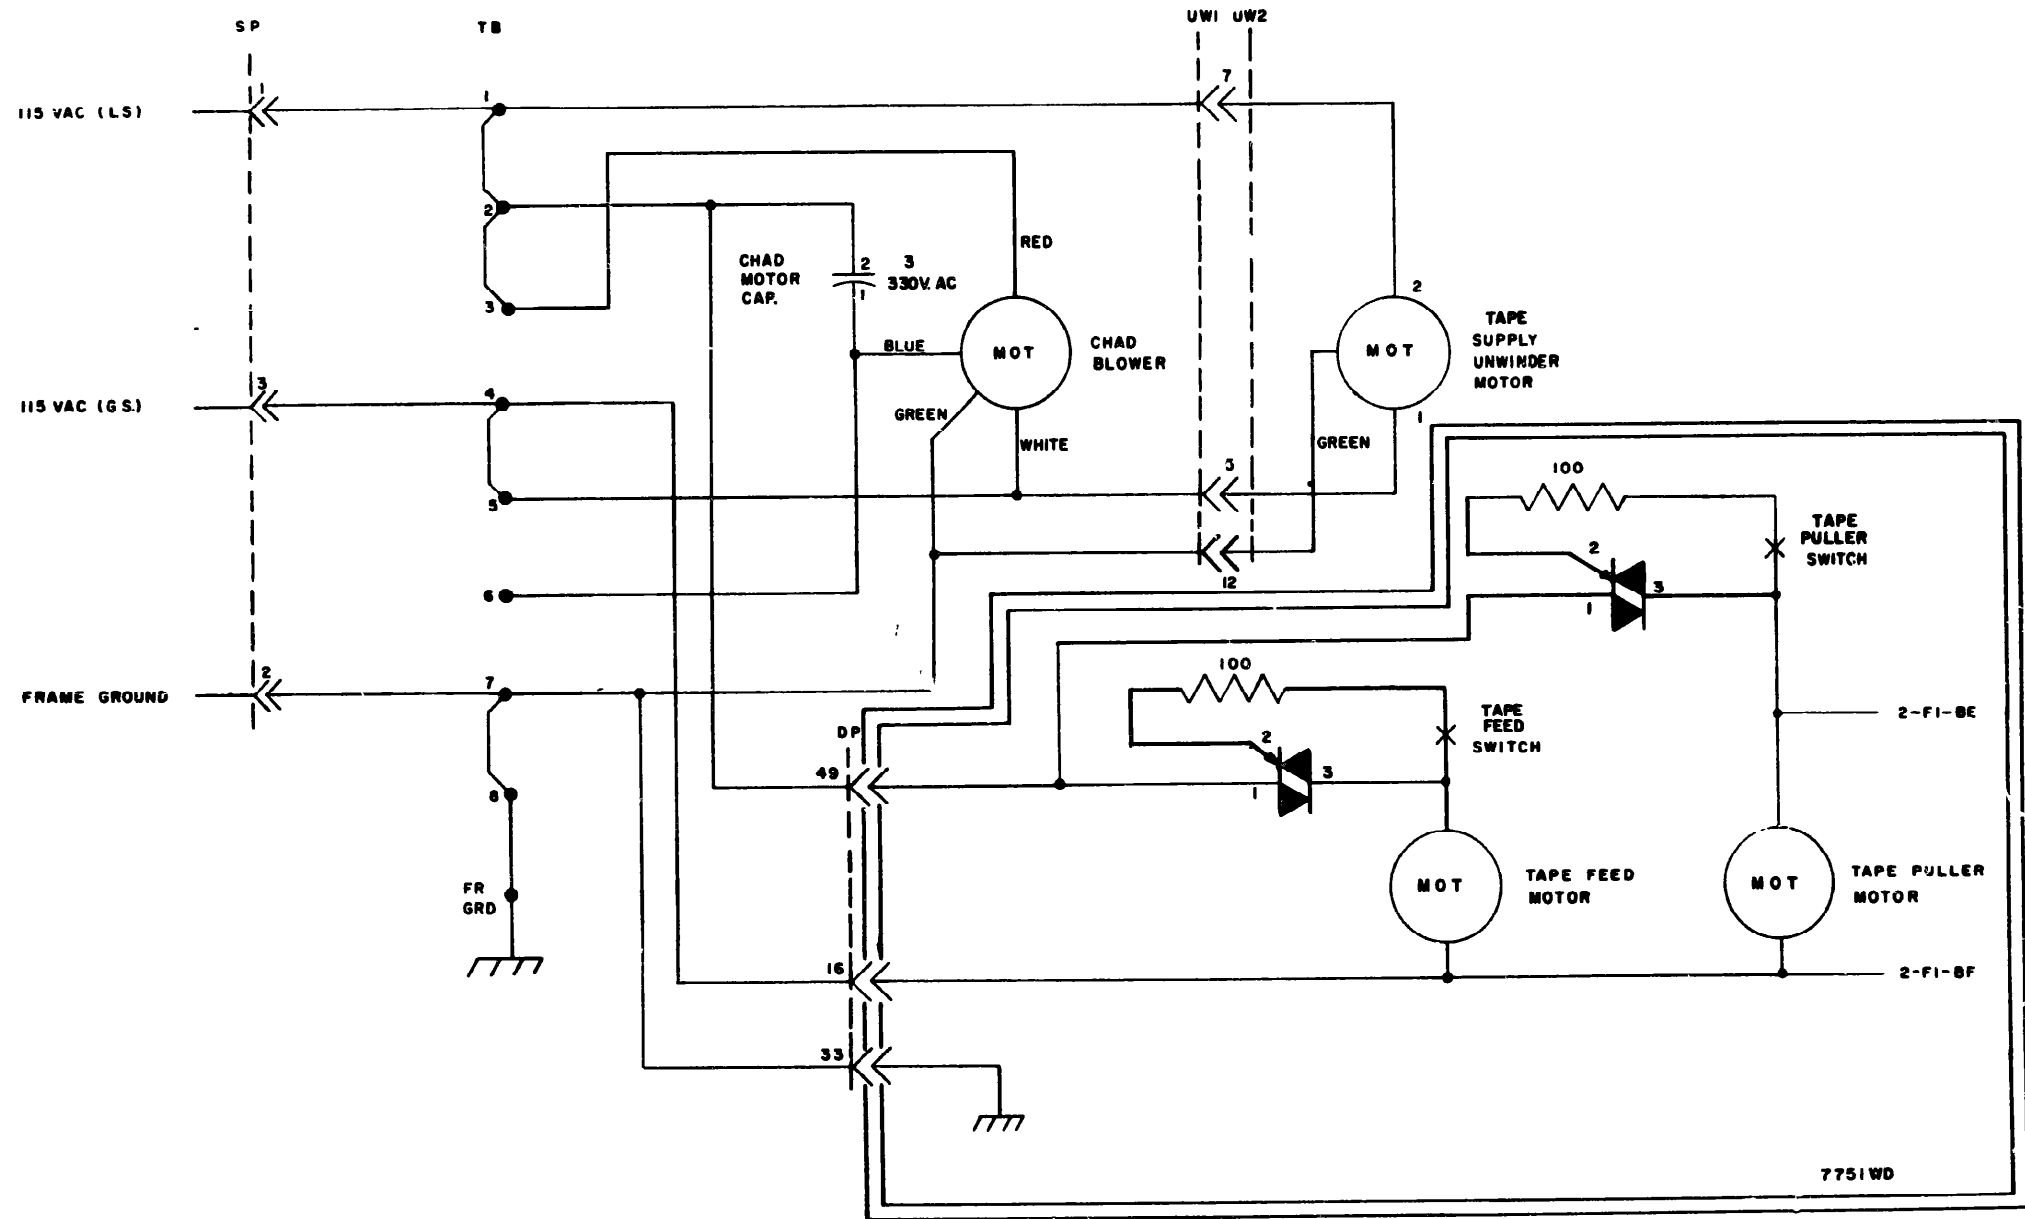 SP
TB
UW1 UW2
115 VAC (LS)
1
1
7
2
3
CHAD
MOTOR
CAP.
2
1
3
330V. AC
RED
MOT
CHAD
BLOWER
BLUE
GREEN
WHITE
2
MOT
TAPE
SUPPLY
UNWINDER
MOTOR
1
GREEN
115 VAC (GS.)
3
4
5
5
12
6
FRAME GROUND
2
7
8
FR
GRD
100
TAPE
PULLER
SWITCH
2
1
3
100
TAPE
FEED
SWITCH
2
1
3
2-F1-BE
DP
49
MOT
TAPE FEED
MOTOR
MOT
TAPE PULLER
MOTOR
16
2-F1-BF
33
7751WD